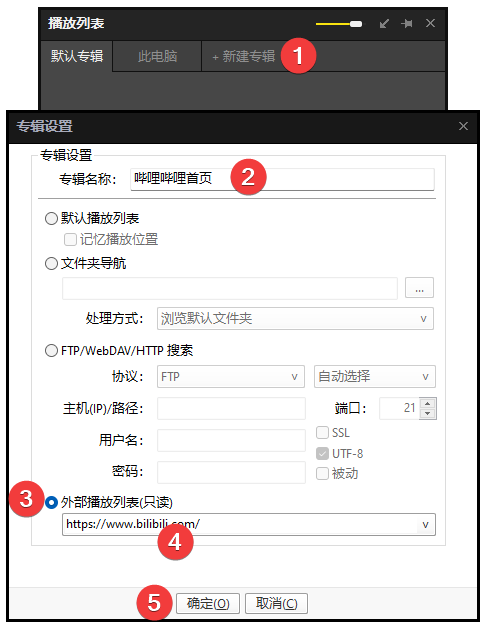 播放列表
默认专辑 此电脑 + 新建专辑 1
专辑设置
专辑设置
专辑名称: 哔哩哔哩首页 2
默认播放列表
记忆播放位置
文件夹导航
...
处理方式: 浏览默认文件夹
FTP/WebDAV/HTTP 搜索
协议: FTP 自动选择
主机(IP)/路径: 端口: 21
用户名: SSL
UTF-8
密码: 被动
3 外部播放列表(只读)
https://www.bilibili.com/
4
5 确定(O) 取消(C)